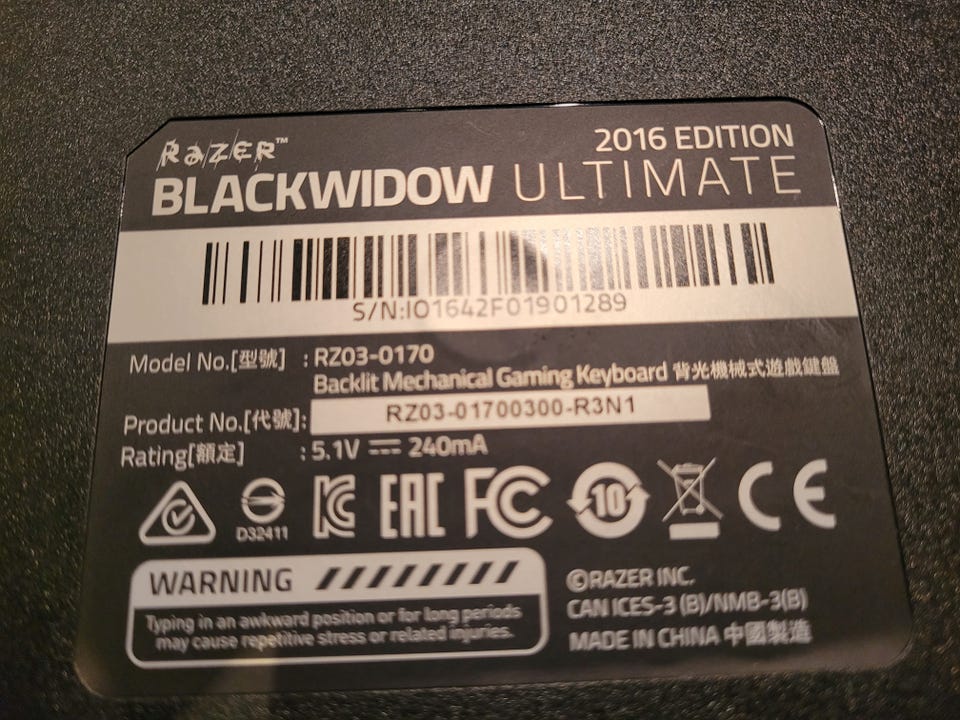 RAZER™
2016 EDITION
BLACKWIDOW ULTIMATE
S/N:IO1642F01901289
Model No.[型號] : RZ03-0170
Backlit Mechanical Gaming Keyboard 背光機械式遊戲鍵盤
Product No.[代號]: RZ03-01700300-R3N1
Rating[額定] : 5.1V ⎓ 240mA
D32411
EAC FC 10 CE
WARNING
Typing in an awkward position or for long periods
may cause repetitive stress or related injuries.
©RAZER INC.
CAN ICES-3 (B)/NMB-3(B)
MADE IN CHINA 中國製造